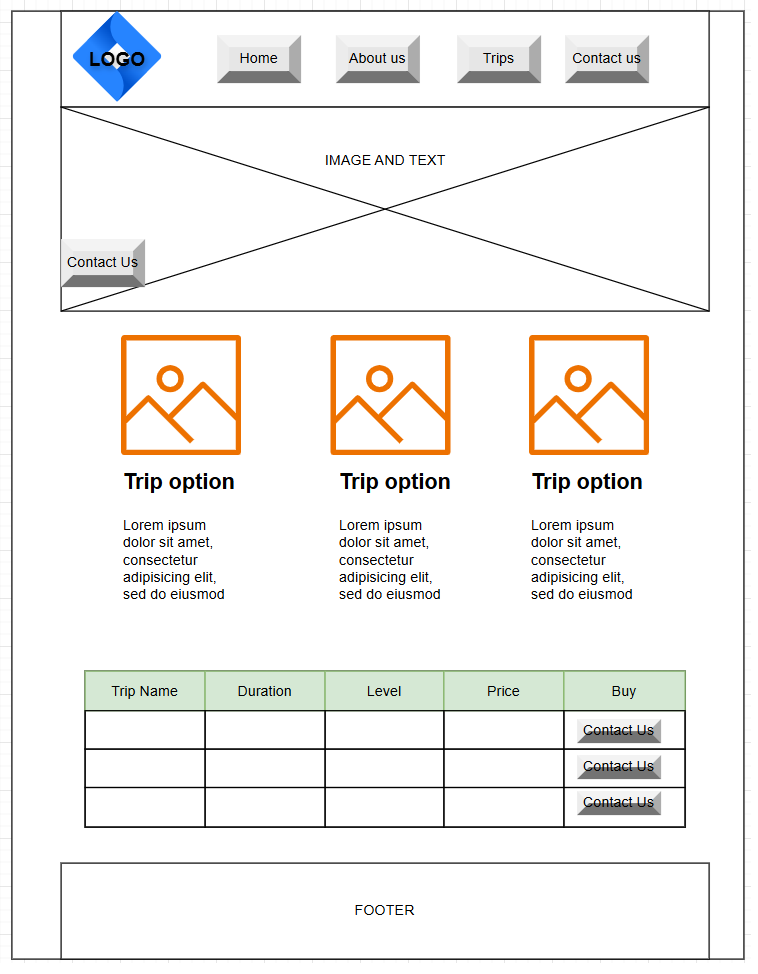 LOGO
Home
About us
Trips
Contact us
IMAGE AND TEXT
Contact Us
Trip option
Lorem ipsum
dolor sit amet,
consectetur
adipisicing elit,
sed do eiusmod
Trip option
Lorem ipsum
dolor sit amet,
consectetur
adipisicing elit,
sed do eiusmod
Trip option
Lorem ipsum
dolor sit amet,
consectetur
adipisicing elit,
sed do eiusmod
Trip Name
Duration
Level
Price
Buy
Contact Us
Contact Us
Contact Us
FOOTER